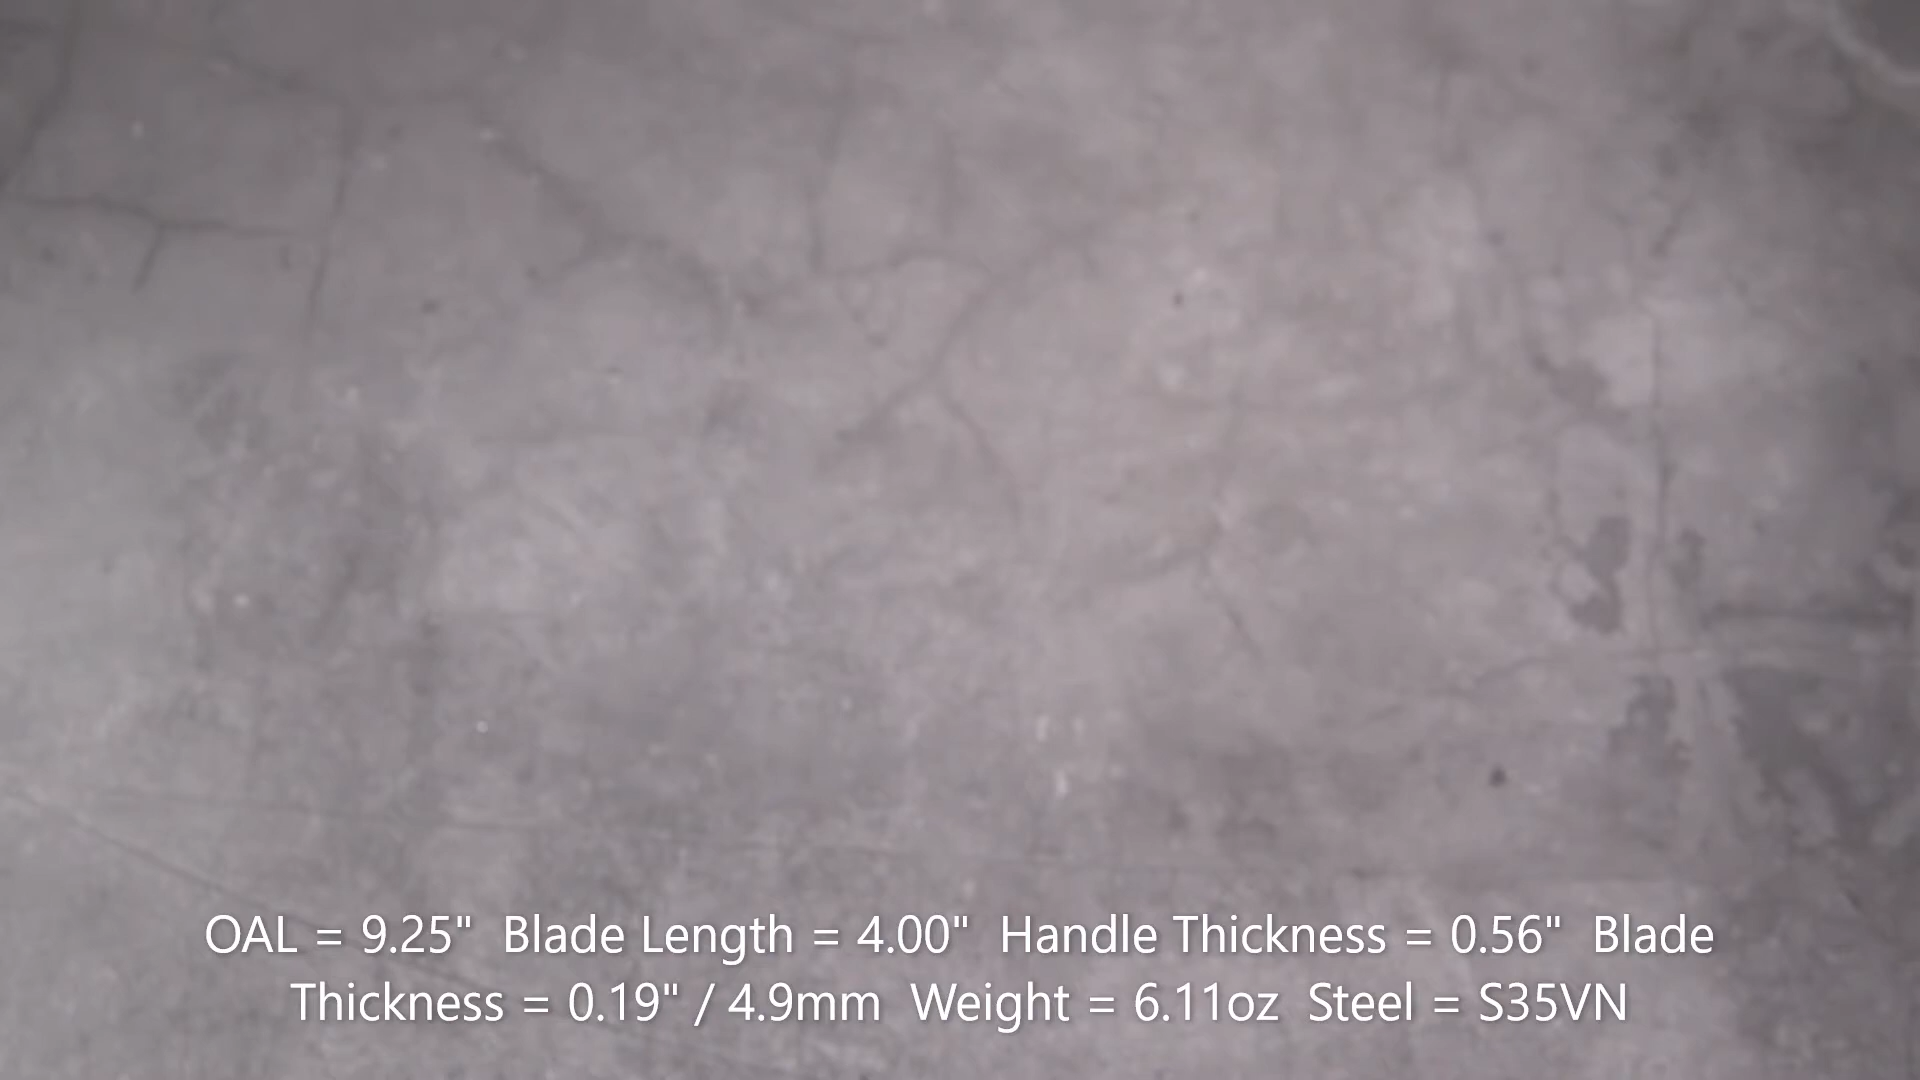 OAL = 9.25"  Blade Length = 4.00"  Handle Thickness = 0.56"  Blade
Thickness = 0.19" / 4.9mm  Weight = 6.11oz  Steel = S35VN